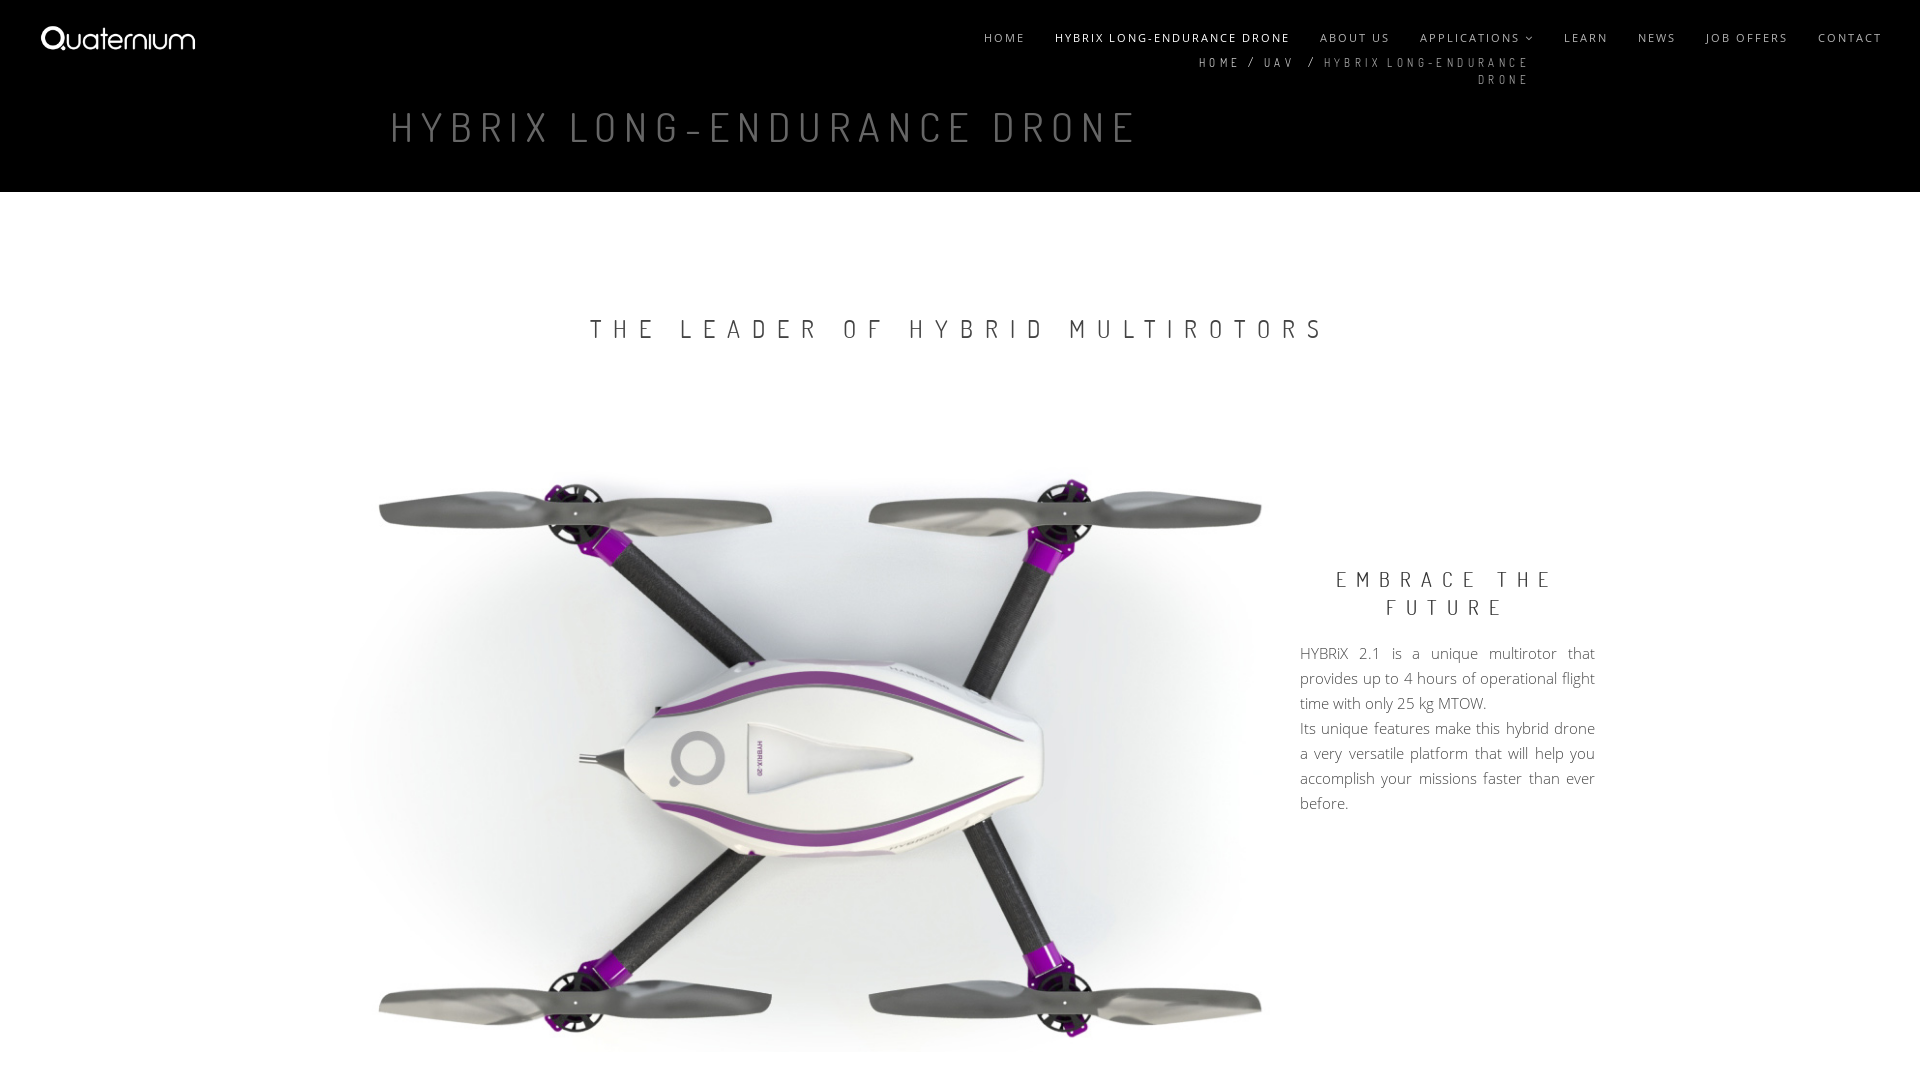 Quaternium
HOME HYBRIX LONG-ENDURANCE DRONE ABOUT US APPLICATIONS LEARN NEWS JOB OFFERS CONTACT
HOME / UAV / HYBRIX LONG-ENDURANCE
DRONE
HYBRIX LONG-ENDURANCE DRONE
THE LEADER OF HYBRID MULTIROTORS
EMBRACE THE
FUTURE
HYBRiX 2.1 is a unique multirotor that
provides up to 4 hours of operational flight
time with only 25 kg MTOW.
Its unique features make this hybrid drone
a very versatile platform that will help you
accomplish your missions faster than ever
before.
HYBRIX-20